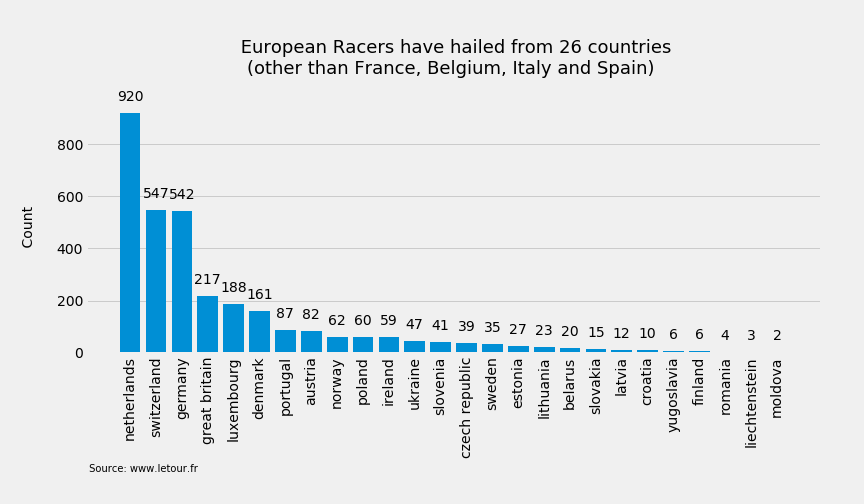 European Racers have hailed from 26 countries
(other than France, Belgium, Italy and Spain)
920
547
542
217
188
161
87
82
62
60
59
47
41
39
35
27
23
20
15
12
10
6
6
4
3
2
800
600
400
200
0
Count
netherlands
switzerland
germany
great britain
luxembourg
denmark
portugal
austria
norway
poland
ireland
ukraine
slovenia
czech republic
sweden
estonia
lithuania
belarus
slovakia
latvia
croatia
yugoslavia
finland
romania
liechtenstein
moldova
Source: www.letour.fr